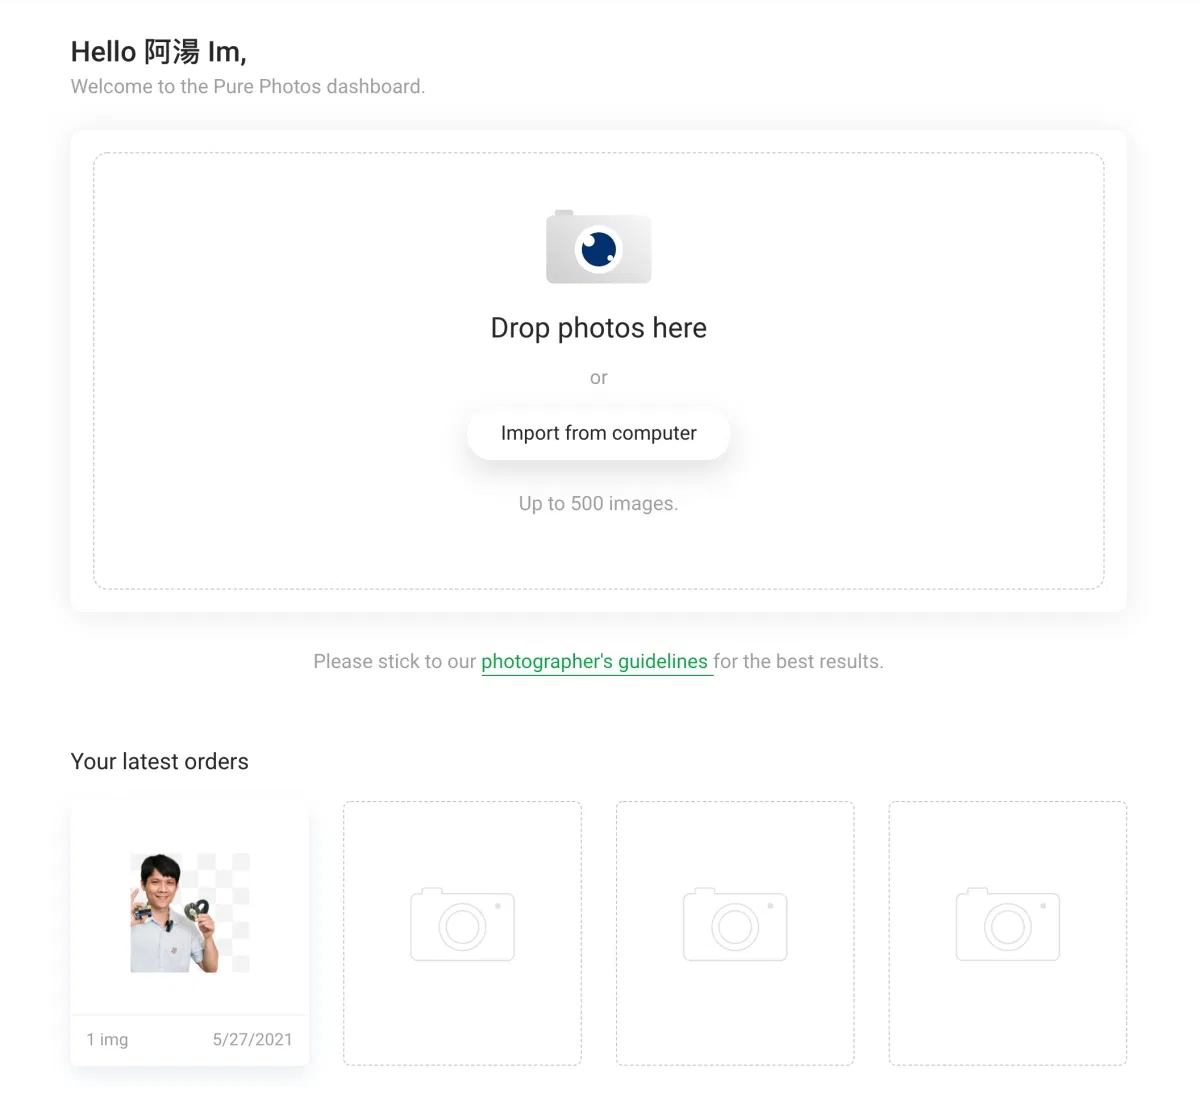 Hello 阿湯 Im,
Welcome to the Pure Photos dashboard.
Drop photos here
or
Import from computer
Up to 500 images.
Please stick to our photographer's guidelines for the best results.
Your latest orders
1 img 5/27/2021